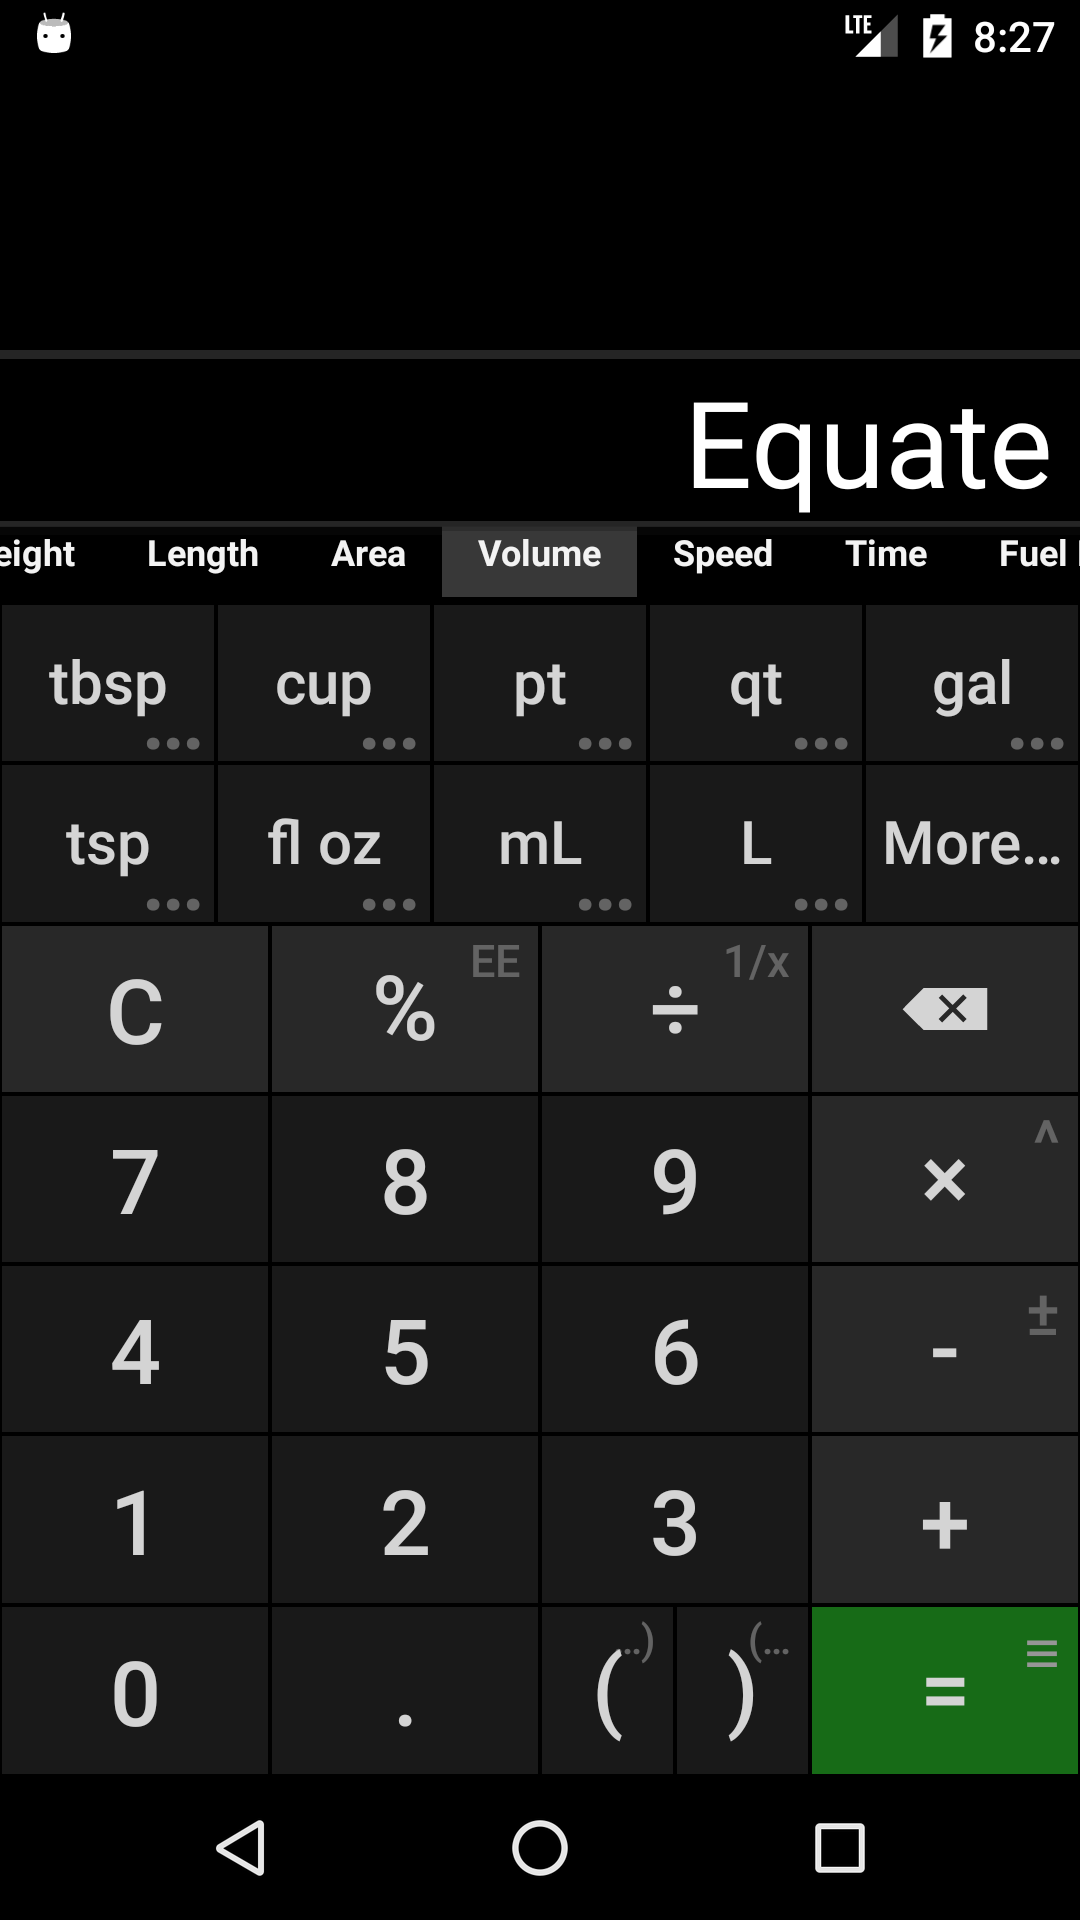 LTE 8:27
Equate
eight Length Area Volume Speed Time Fuel
tbsp cup pt qt gal
tsp fl oz mL L More...
C % EE ÷ 1/x
7 8 9 × ^
4 5 6 - ±
1 2 3 +
0 . ( ..) ) (... = ≡